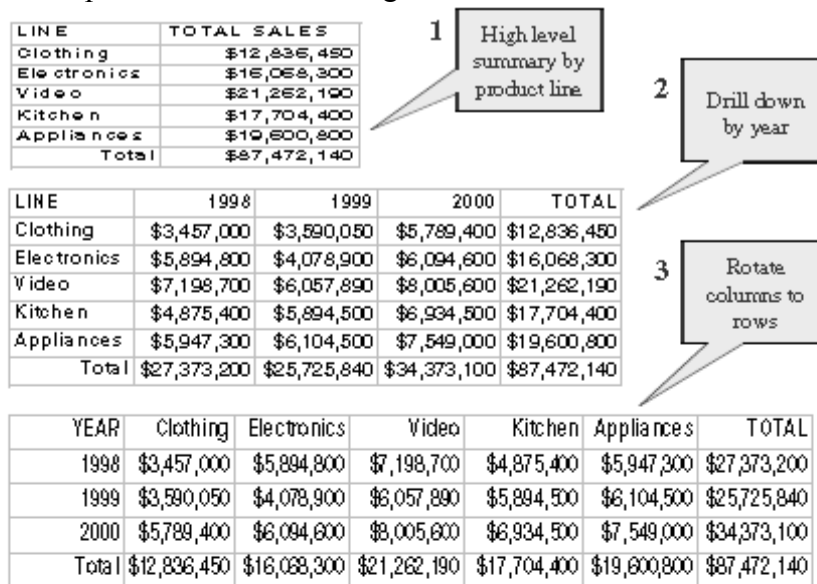 LINE TOTAL SALES
Clothing $12,836,450
Electronics $16,068,300
Video $21,262,190
Kitchen $17,704,400
Appliances $19,600,800
Total $87,472,140
1
High level
summary by
product line
2
Drill down
by year
LINE 1998 1999 2000 TOTAL
Clothing $3,457,000 $3,590,050 $5,789,400 $12,836,450
Electronics $5,894,800 $4,078,900 $6,094,600 $16,068,300
Video $7,198,700 $6,057,890 $8,005,600 $21,262,190
Kitchen $4,875,400 $5,894,500 $6,934,500 $17,704,400
Appliances $5,947,300 $6,104,500 $7,549,000 $19,600,800
Total $27,373,200 $25,725,840 $34,373,100 $87,472,140
3
Rotate
columns to
rows
YEAR Clothing Electronics Video Kitchen Appliances TOTAL
1998 $3,457,000 $5,894,800 $7,198,700 $4,875,400 $5,947,300 $27,373,200
1999 $3,590,050 $4,078,900 $6,057,890 $5,894,500 $6,104,500 $25,725,840
2000 $5,789,400 $6,094,600 $8,005,600 $6,934,500 $7,549,000 $34,373,100
Total $12,836,450 $16,068,300 $21,262,190 $17,704,400 $19,600,800 $87,472,140